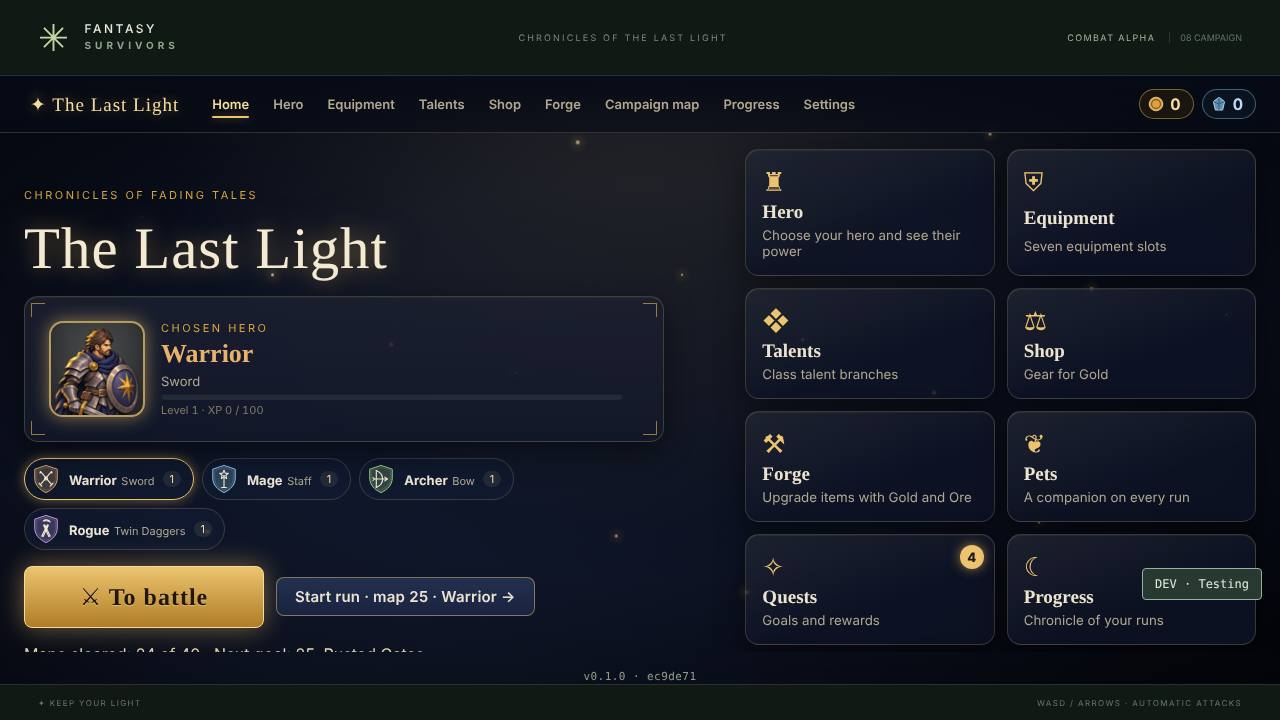 FANTASY
SURVIVORS
CHRONICLES OF THE LAST LIGHT
COMBAT ALPHA
08 CAMPAIGN
✦ The Last Light
Home
Hero
Equipment
Talents
Shop
Forge
Campaign map
Progress
Settings
0
0
CHRONICLES OF FADING TALES
The Last Light
CHOSEN HERO
Warrior
Sword
Level 1 · XP 0 / 100
Warrior Sword 1
Mage Staff 1
Archer Bow 1
Rogue Twin Daggers 1
⚔ To battle
Start run · map 25 · Warrior →
Hero
Choose your hero and see their
power
Equipment
Seven equipment slots
Talents
Class talent branches
Shop
Gear for Gold
Forge
Upgrade items with Gold and Ore
Pets
A companion on every run
4
Quests
Goals and rewards
Progress
Chronicle of your runs
DEV · Testing
v0.1.0 · ec9de71
✦ KEEP YOUR LIGHT
WASD / ARROWS · AUTOMATIC ATTACKS